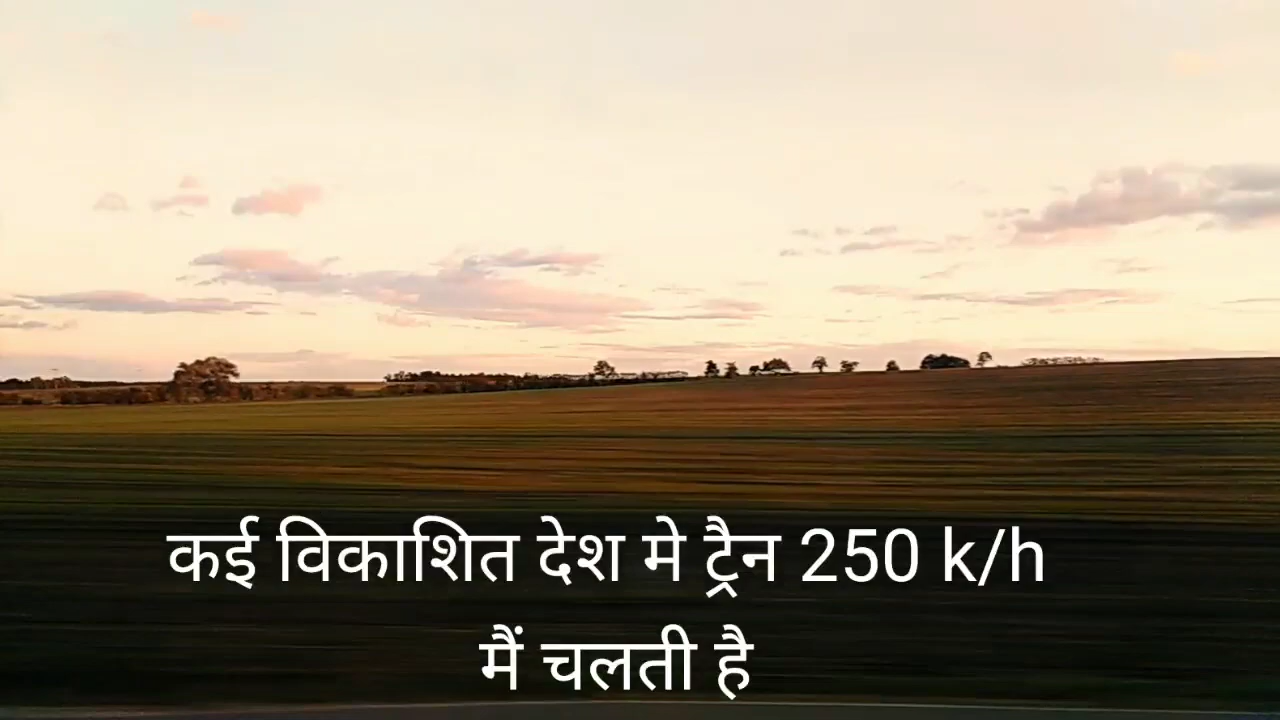 कई विकाशित देश मे ट्रैन 250 k/h
मैं चलती है